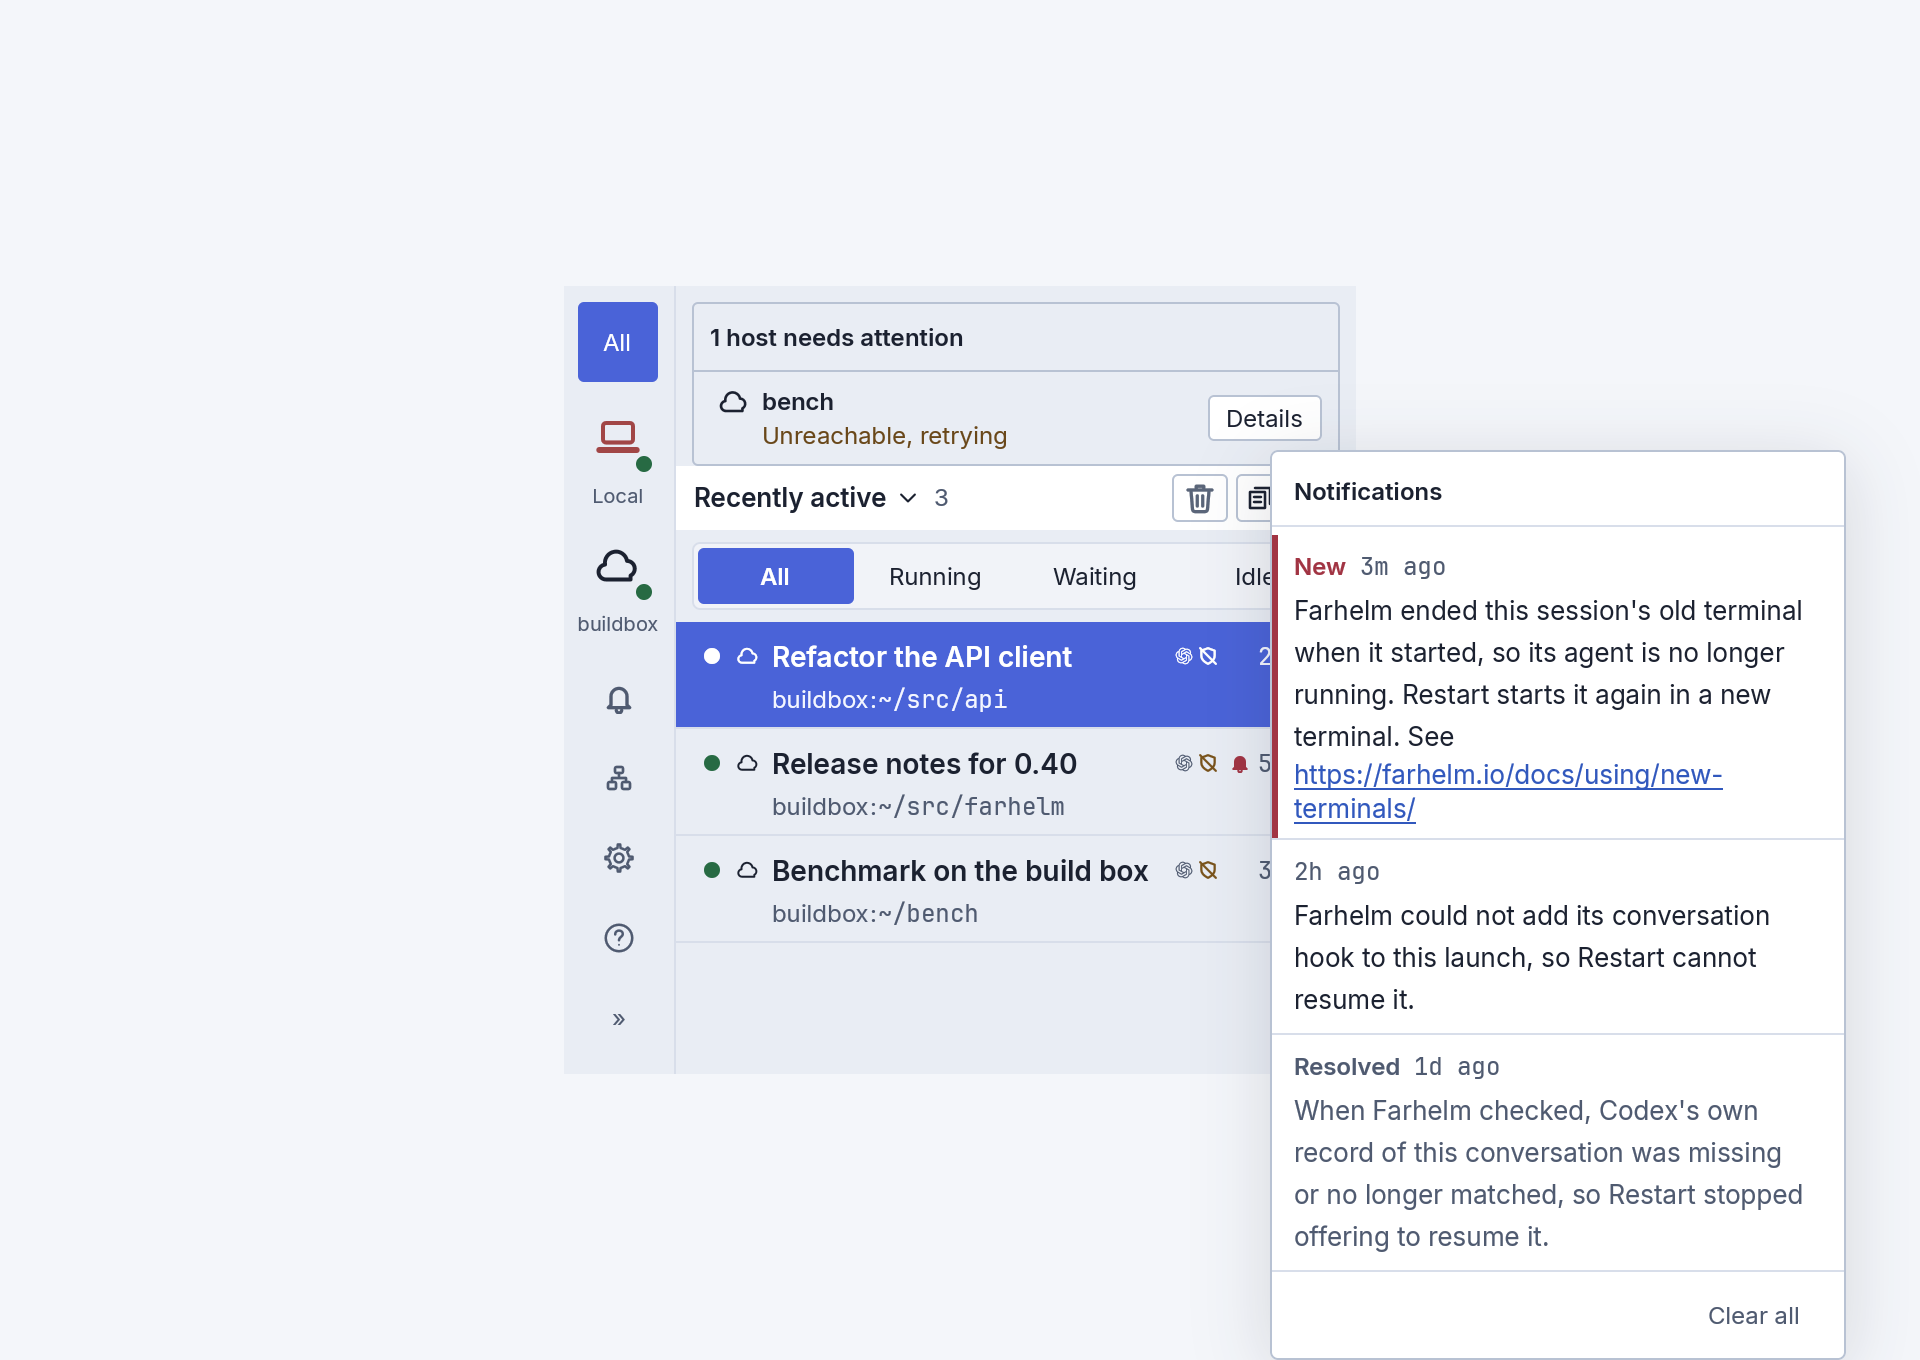 All
Local
buildbox
»
1 host needs attention
bench
Unreachable, retrying
Details
Recently active 3
All Running Waiting Idle
Refactor the API client 2
buildbox:~/src/api
Release notes for 0.40 5
buildbox:~/src/farhelm
Benchmark on the build box 3
buildbox:~/bench
Notifications
New 3m ago
Farhelm ended this session's old terminal
when it started, so its agent is no longer
running. Restart starts it again in a new
terminal. See
https://farhelm.io/docs/using/new-
terminals/
2h ago
Farhelm could not add its conversation
hook to this launch, so Restart cannot
resume it.
Resolved 1d ago
When Farhelm checked, Codex's own
record of this conversation was missing
or no longer matched, so Restart stopped
offering to resume it.
Clear all